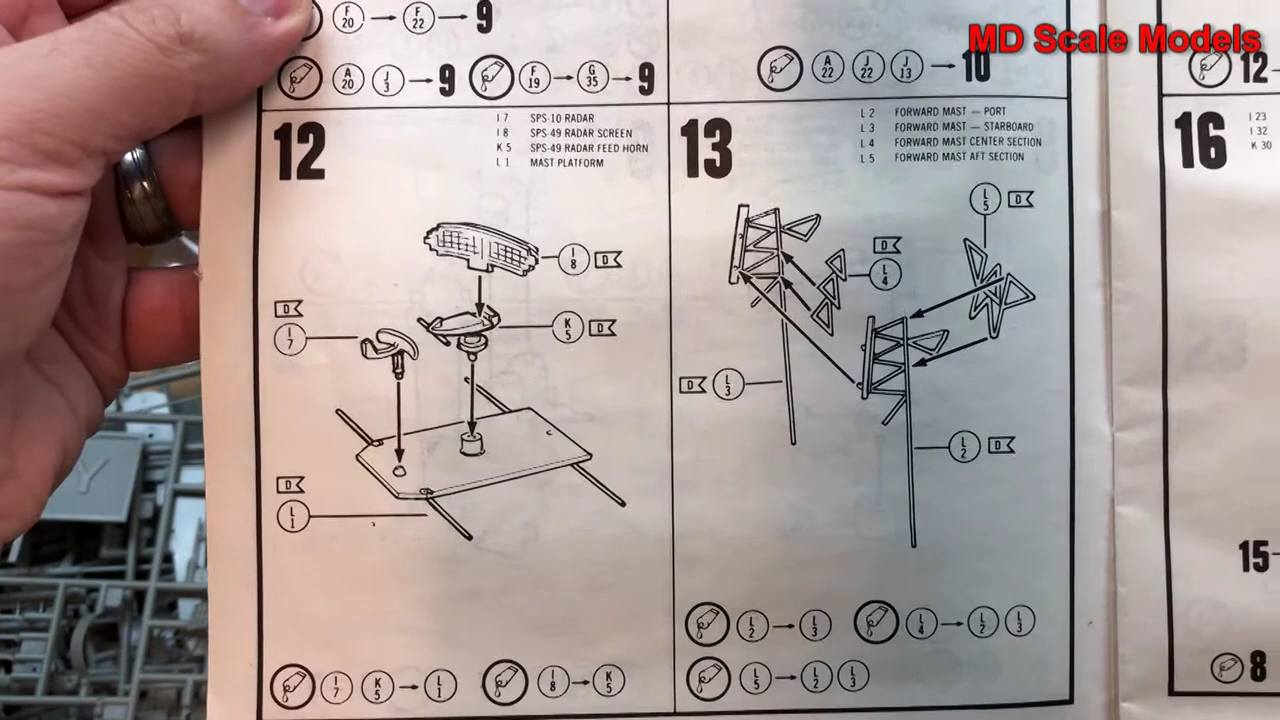 MD Scale Models
F 20 → F 22 → 9
A 20 J 3 → 9 F 19 → G 35 → 9
A 22 J 22 J 13 → 10
12-
12
I 7 SPS-10 RADAR
I 8 SPS-49 RADAR SCREEN
K 5 SPS-49 RADAR FEED HORN
L 1 MAST PLATFORM
I 8 D
D
I 7
K 5 D
D
L 1
I 7 K 5 → L 1 I 8 → K 5
13
L 2 FORWARD MAST — PORT
L 3 FORWARD MAST — STARBOARD
L 4 FORWARD MAST CENTER SECTION
L 5 FORWARD MAST AFT SECTION
L 5 D
D
L 4
D L 3
L 2 D
L 2 → L 3 L 4 → L 2 L 3
L 5 → L 2 L 3
16
I 23
I 32
K 30
15-
8
Y